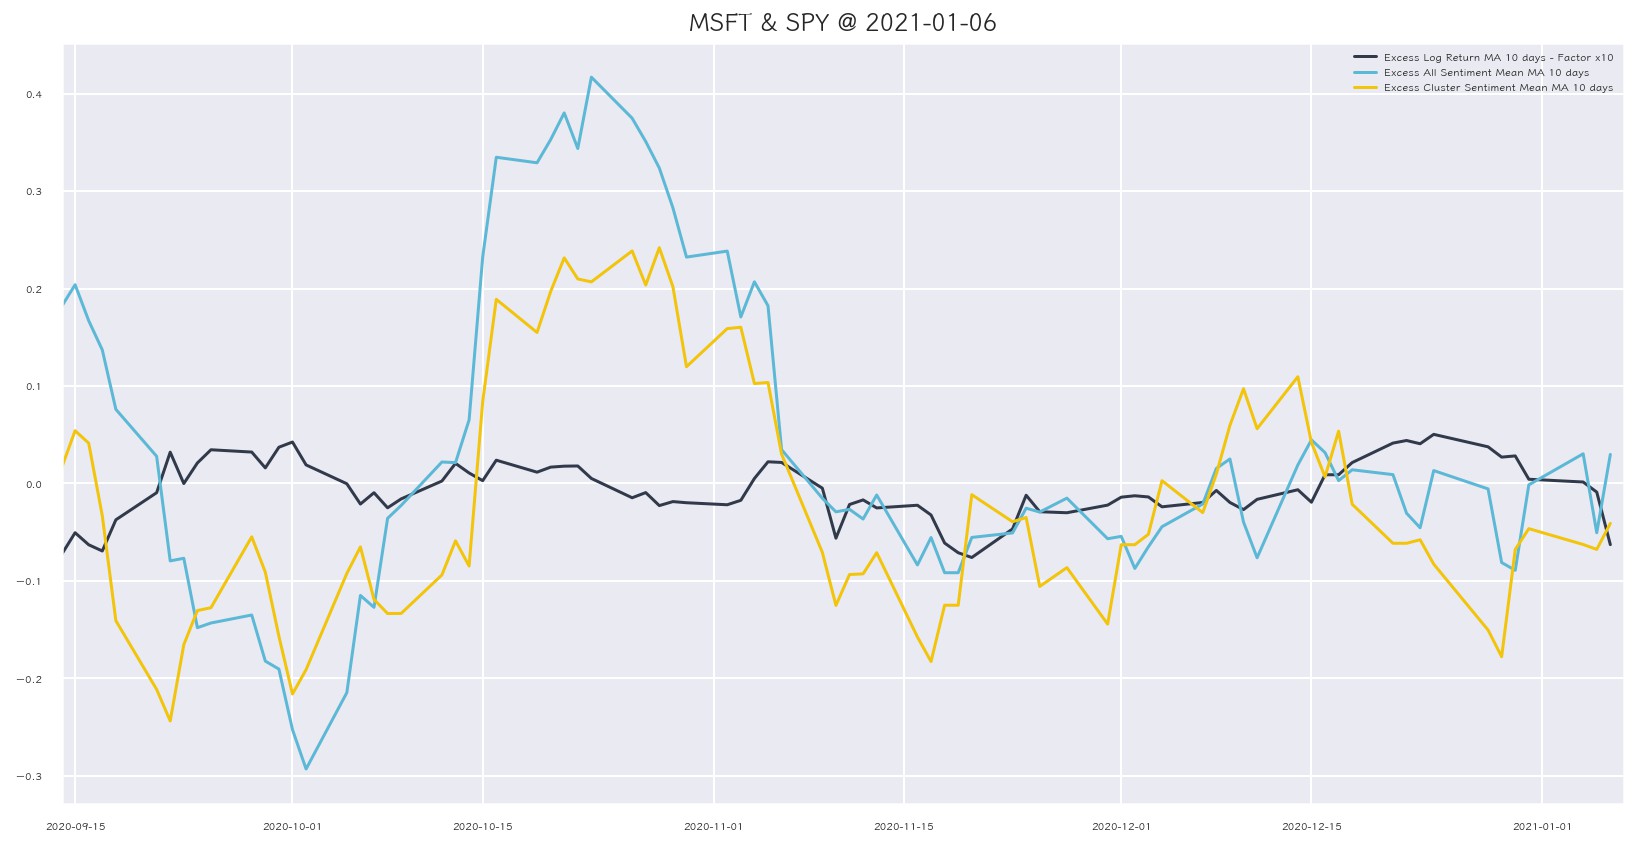 MSFT & SPY @ 2021-01-06
Excess Log Return MA 10 days - Factor x10
Excess All Sentiment Mean MA 10 days
Excess Cluster Sentiment Mean MA 10 days
0.4
0.3
0.2
0.1
0.0
−0.1
−0.2
−0.3
2020-09-15 2020-10-01 2020-10-15 2020-11-01 2020-11-15 2020-12-01 2020-12-15 2021-01-01